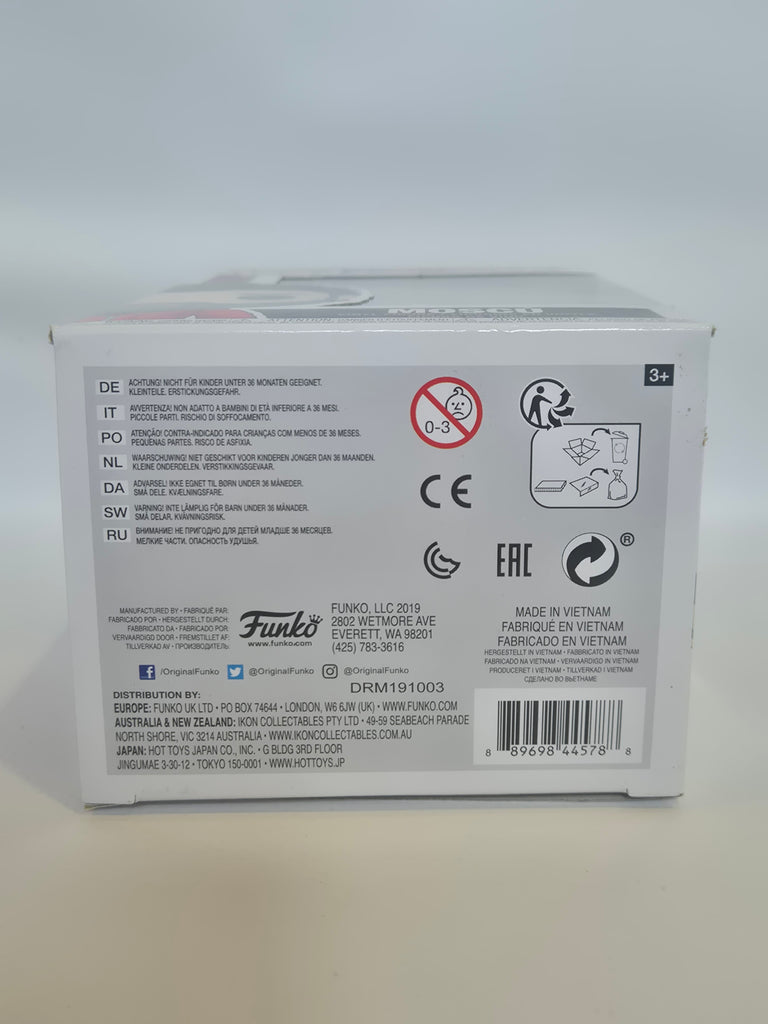 MOSCU
3+
DE ACHTUNG! NICHT FÜR KINDER UNTER 36 MONATEN GEEIGNET.
KLEINTEILE. ERSTICKUNGSGEFAHR.
IT AVVERTENZA! NON ADATTO A BAMBINI DI ETÀ INFERIORE A 36 MESI.
PICCOLE PARTI. RISCHIO DI SOFFOCAMENTO.
PO ATENÇÃO! CONTRA-INDICADO PARA CRIANÇAS COM MENOS DE 36 MESES.
PEQUENAS PARTES. RISCO DE ASFIXIA.
NL WAARSCHUWING! NIET GESCHIKT VOOR KINDEREN JONGER DAN 36 MAANDEN.
KLEINE ONDERDELEN. VERSTIKKINGSGEVAAR.
DA ADVARSEL! IKKE EGNET TIL BØRN UNDER 36 MÅNEDER.
SMÅ DELE. KVÆLNINGSFARE.
SW VARNING! INTE LÄMPLIG FÖR BARN UNDER 36 MÅNADER.
SMÅ DELAR. KVÄVNINGSRISK.
RU ВНИМАНИЕ! НЕ ПРИГОДНО ДЛЯ ДЕТЕЙ МЛАДШЕ 36 МЕСЯЦЕВ.
МЕЛКИЕ ЧАСТИ. ОПАСНОСТЬ УДУШЬЯ.
0-3
CE
EAC
®
MANUFACTURED BY • FABRIQUÉ PAR:
FABRICADO POR • HERGESTELLT DURCH:
FABBRICATO DA • FABRICADO POR:
VERVAARDIGD DOOR • FREMSTILLET AF:
TILLVERKAD AV • ПРОИЗВОДИТЕЛЬ:
Funko
www.funko.com
FUNKO, LLC 2019
2802 WETMORE AVE
EVERETT, WA 98201
(425) 783-3616
MADE IN VIETNAM
FABRIQUÉ EN VIETNAM
FABRICADO EN VIETNAM
HERGESTELLT IN VIETNAM • FABBRICATO IN VIETNAM
FABRICADO NA VIETNAM • VERVAARDIGD IN VIETNAM
PRODUCERET I VIETNAM • TILLVERKAD I VIETNAM
СДЕЛАНО ВО ВЬЕТНАМЕ
/OriginalFunko @OriginalFunko @OriginalFunko
DRM191003
DISTRIBUTION BY:
EUROPE: FUNKO UK LTD • PO BOX 74644 • LONDON, W6 6JW (UK) • WWW.FUNKO.COM
AUSTRALIA & NEW ZEALAND: IKON COLLECTABLES PTY LTD • 49-59 SEABEACH PARADE
NORTH SHORE, VIC 3214 AUSTRALIA • WWW.IKONCOLLECTABLES.COM.AU
JAPAN: HOT TOYS JAPAN CO., INC. • G BLDG 3RD FLOOR
JINGUMAE 3-30-12 • TOKYO 150-0001 • WWW.HOTTOYS.JP
8 89698 44578 8